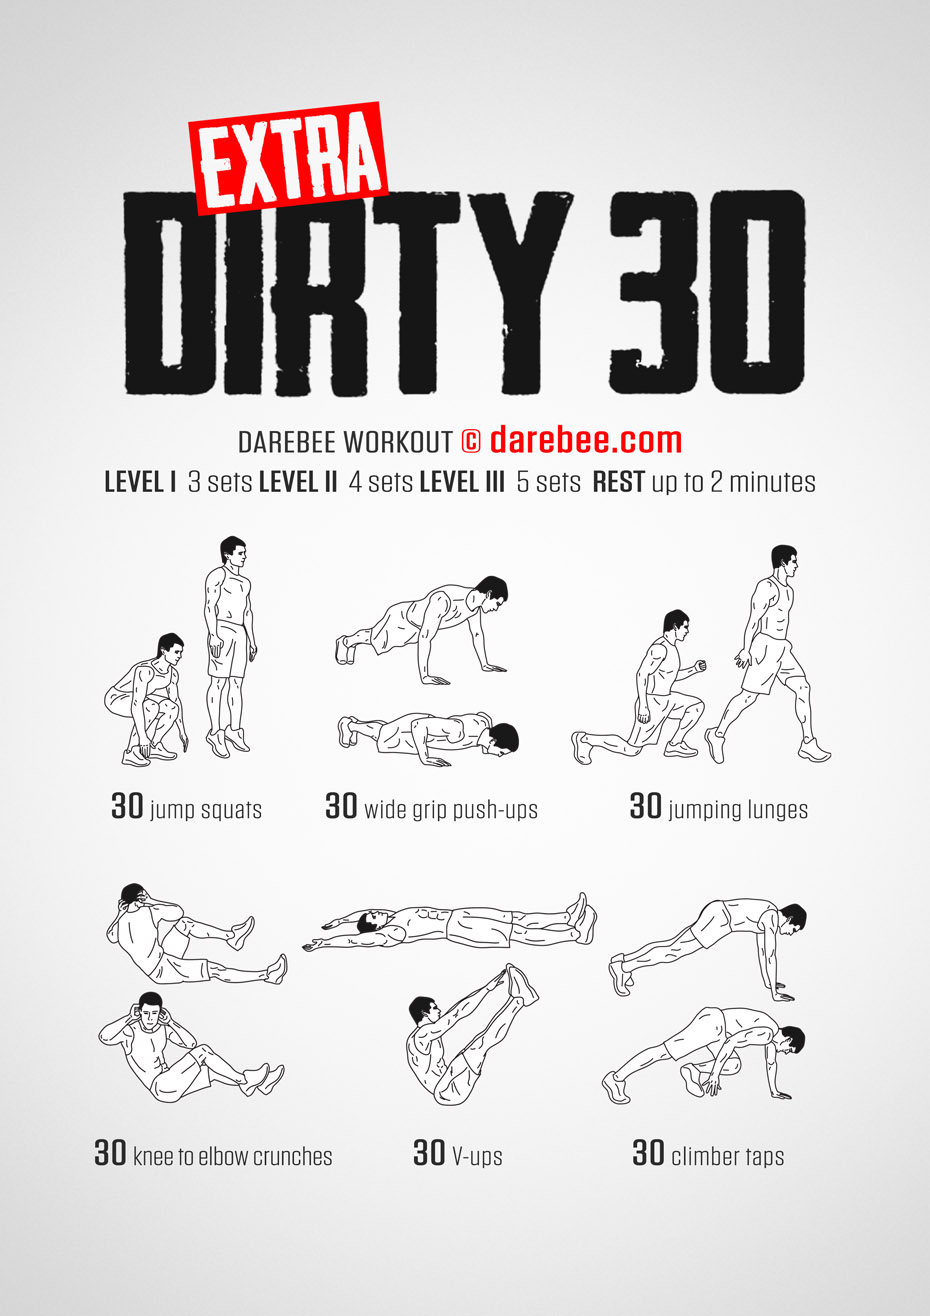 EXTRA
DIRTY 30
DAREBEE WORKOUT © darebee.com
LEVEL I 3 sets LEVEL II 4 sets LEVEL III 5 sets REST up to 2 minutes
30 jump squats
30 wide grip push-ups
30 jumping lunges
30 knee to elbow crunches
30 V-ups
30 climber taps